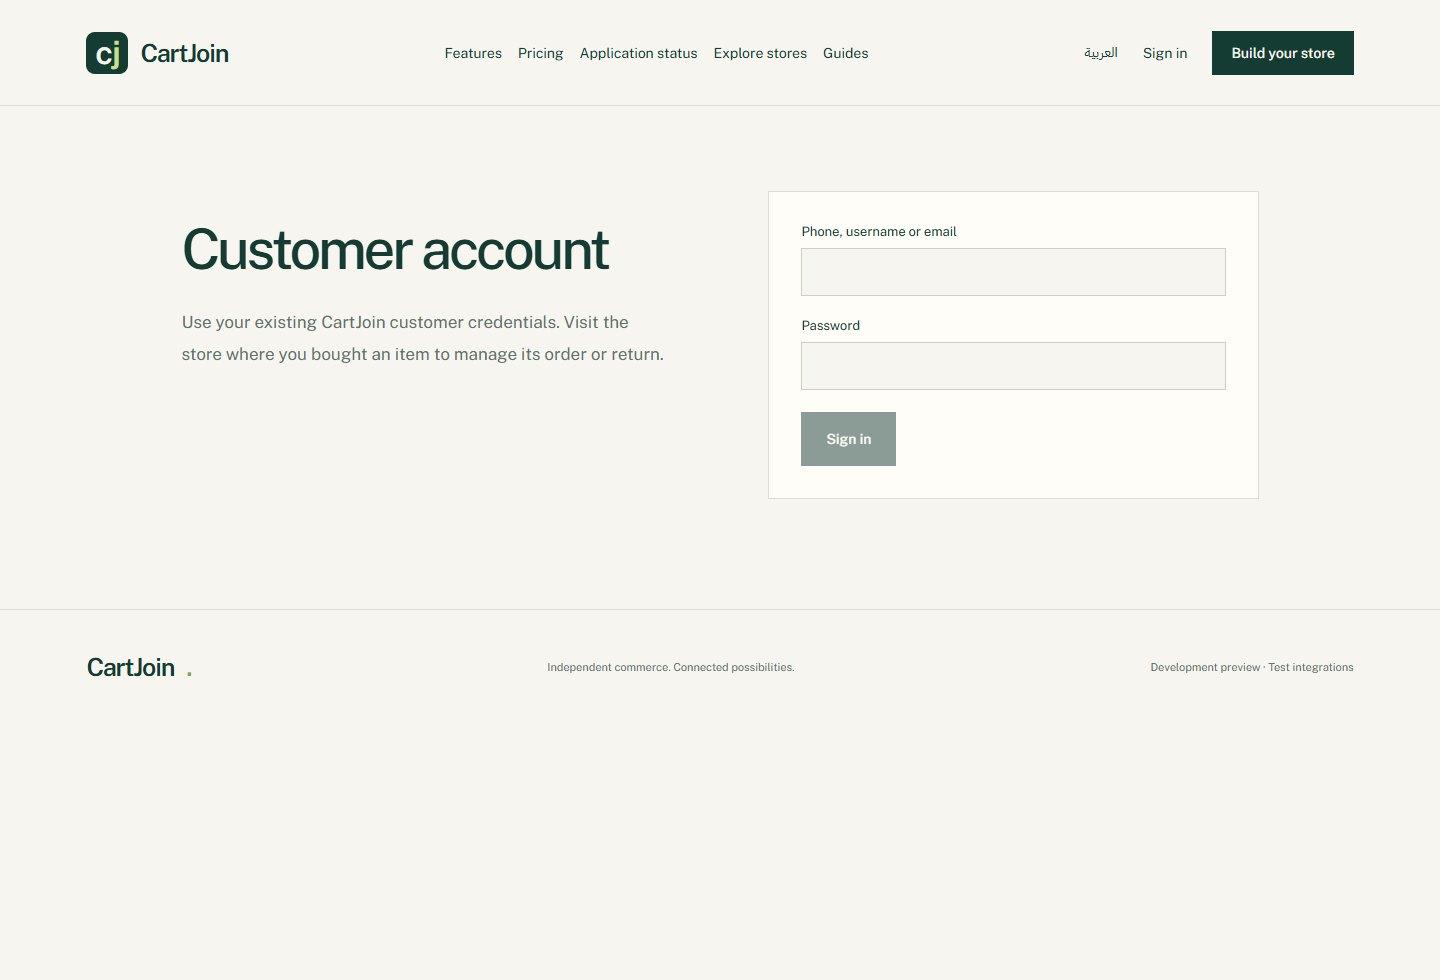 cj CartJoin
Features Pricing Application status Explore stores Guides
العربية Sign in Build your store
Customer account
Use your existing CartJoin customer credentials. Visit the
store where you bought an item to manage its order or return.
Phone, username or email
Password
Sign in
CartJoin .
Independent commerce. Connected possibilities.
Development preview · Test integrations